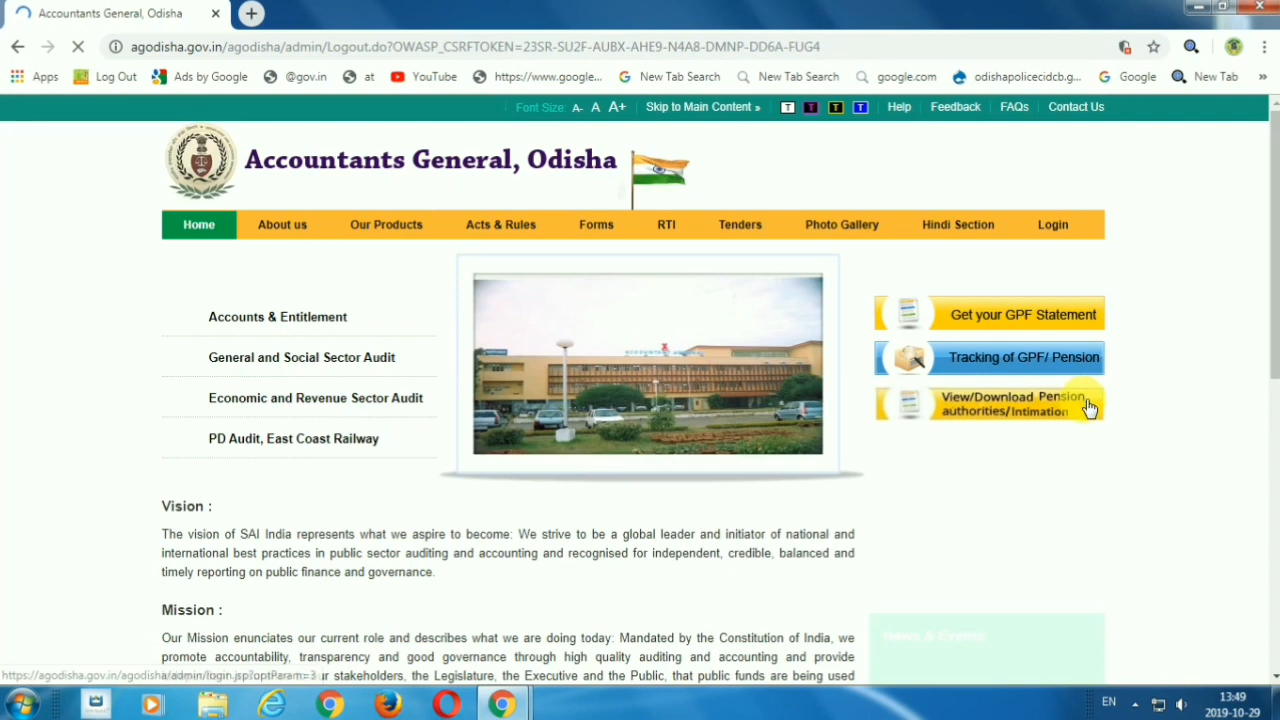 Accountants General, Odisha
agodisha.gov.in/agodisha/admin/Logout.do?OWASP_CSRFTOKEN=23SR-SU2F-AUBX-AHE9-N4A8-DMNP-DD6A-FUG4
Apps Log Out Ads by Google @gov.in at YouTube https://www.google... New Tab Search New Tab Search google.com odishapolicecidcb.g... Google New Tab »
Font Size: A- A A+ Skip to Main Content » T T T T Help Feedback FAQs Contact Us
Accountants General, Odisha
Home About us Our Products Acts & Rules Forms RTI Tenders Photo Gallery Hindi Section Login
Accounts & Entitlement
General and Social Sector Audit
Economic and Revenue Sector Audit
PD Audit, East Coast Railway
Get your GPF Statement
Tracking of GPF/ Pension
View/Download Pension
authorities/Intimation
Vision :
The vision of SAI India represents what we aspire to become: We strive to be a global leader and initiator of national and
international best practices in public sector auditing and accounting and recognised for independent, credible, balanced and
timely reporting on public finance and governance.
Mission :
Our Mission enunciates our current role and describes what we are doing today: Mandated by the Constitution of India, we
promote accountability, transparency and good governance through high quality auditing and accounting and provide
ur stakeholders, the Legislature, the Executive and the Public, that public funds are being used
News & Events
https://agodisha.gov.in/agodisha/admin/login.jsp?optParam=3
EN 13:49
2019-10-29